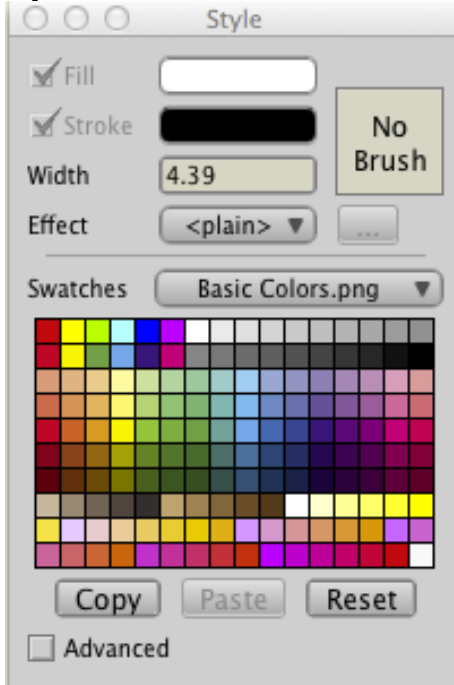 Style
Fill
Stroke
No
Brush
Width 4.39
Effect <plain> ...
Swatches Basic Colors.png
Copy Paste Reset
Advanced